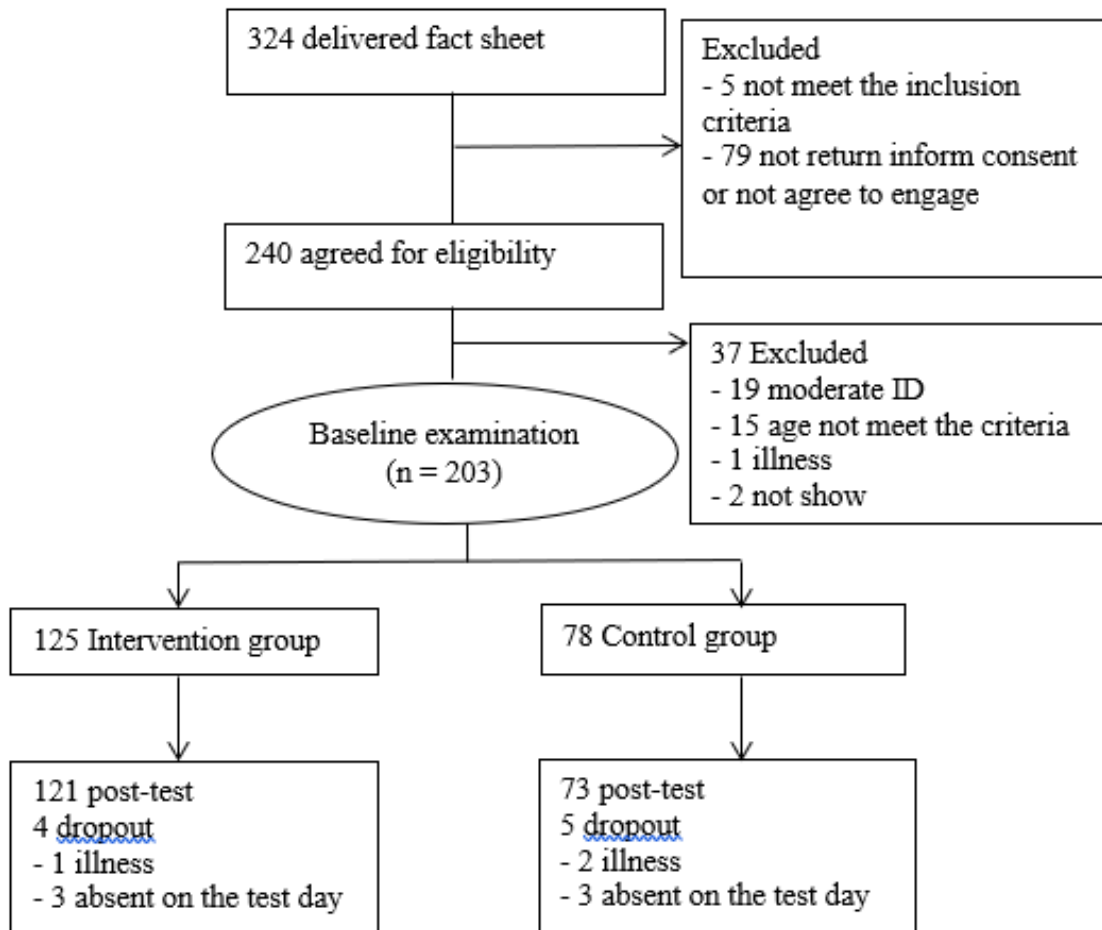 324 delivered fact sheet
Excluded
- 5 not meet the inclusion
criteria
- 79 not return inform consent
or not agree to engage
240 agreed for eligibility
37 Excluded
- 19 moderate ID
- 15 age not meet the criteria
- 1 illness
- 2 not show
Baseline examination
(n = 203)
125 Intervention group
78 Control group
121 post-test
4 dropout
- 1 illness
- 3 absent on the test day
73 post-test
5 dropout
- 2 illness
- 3 absent on the test day